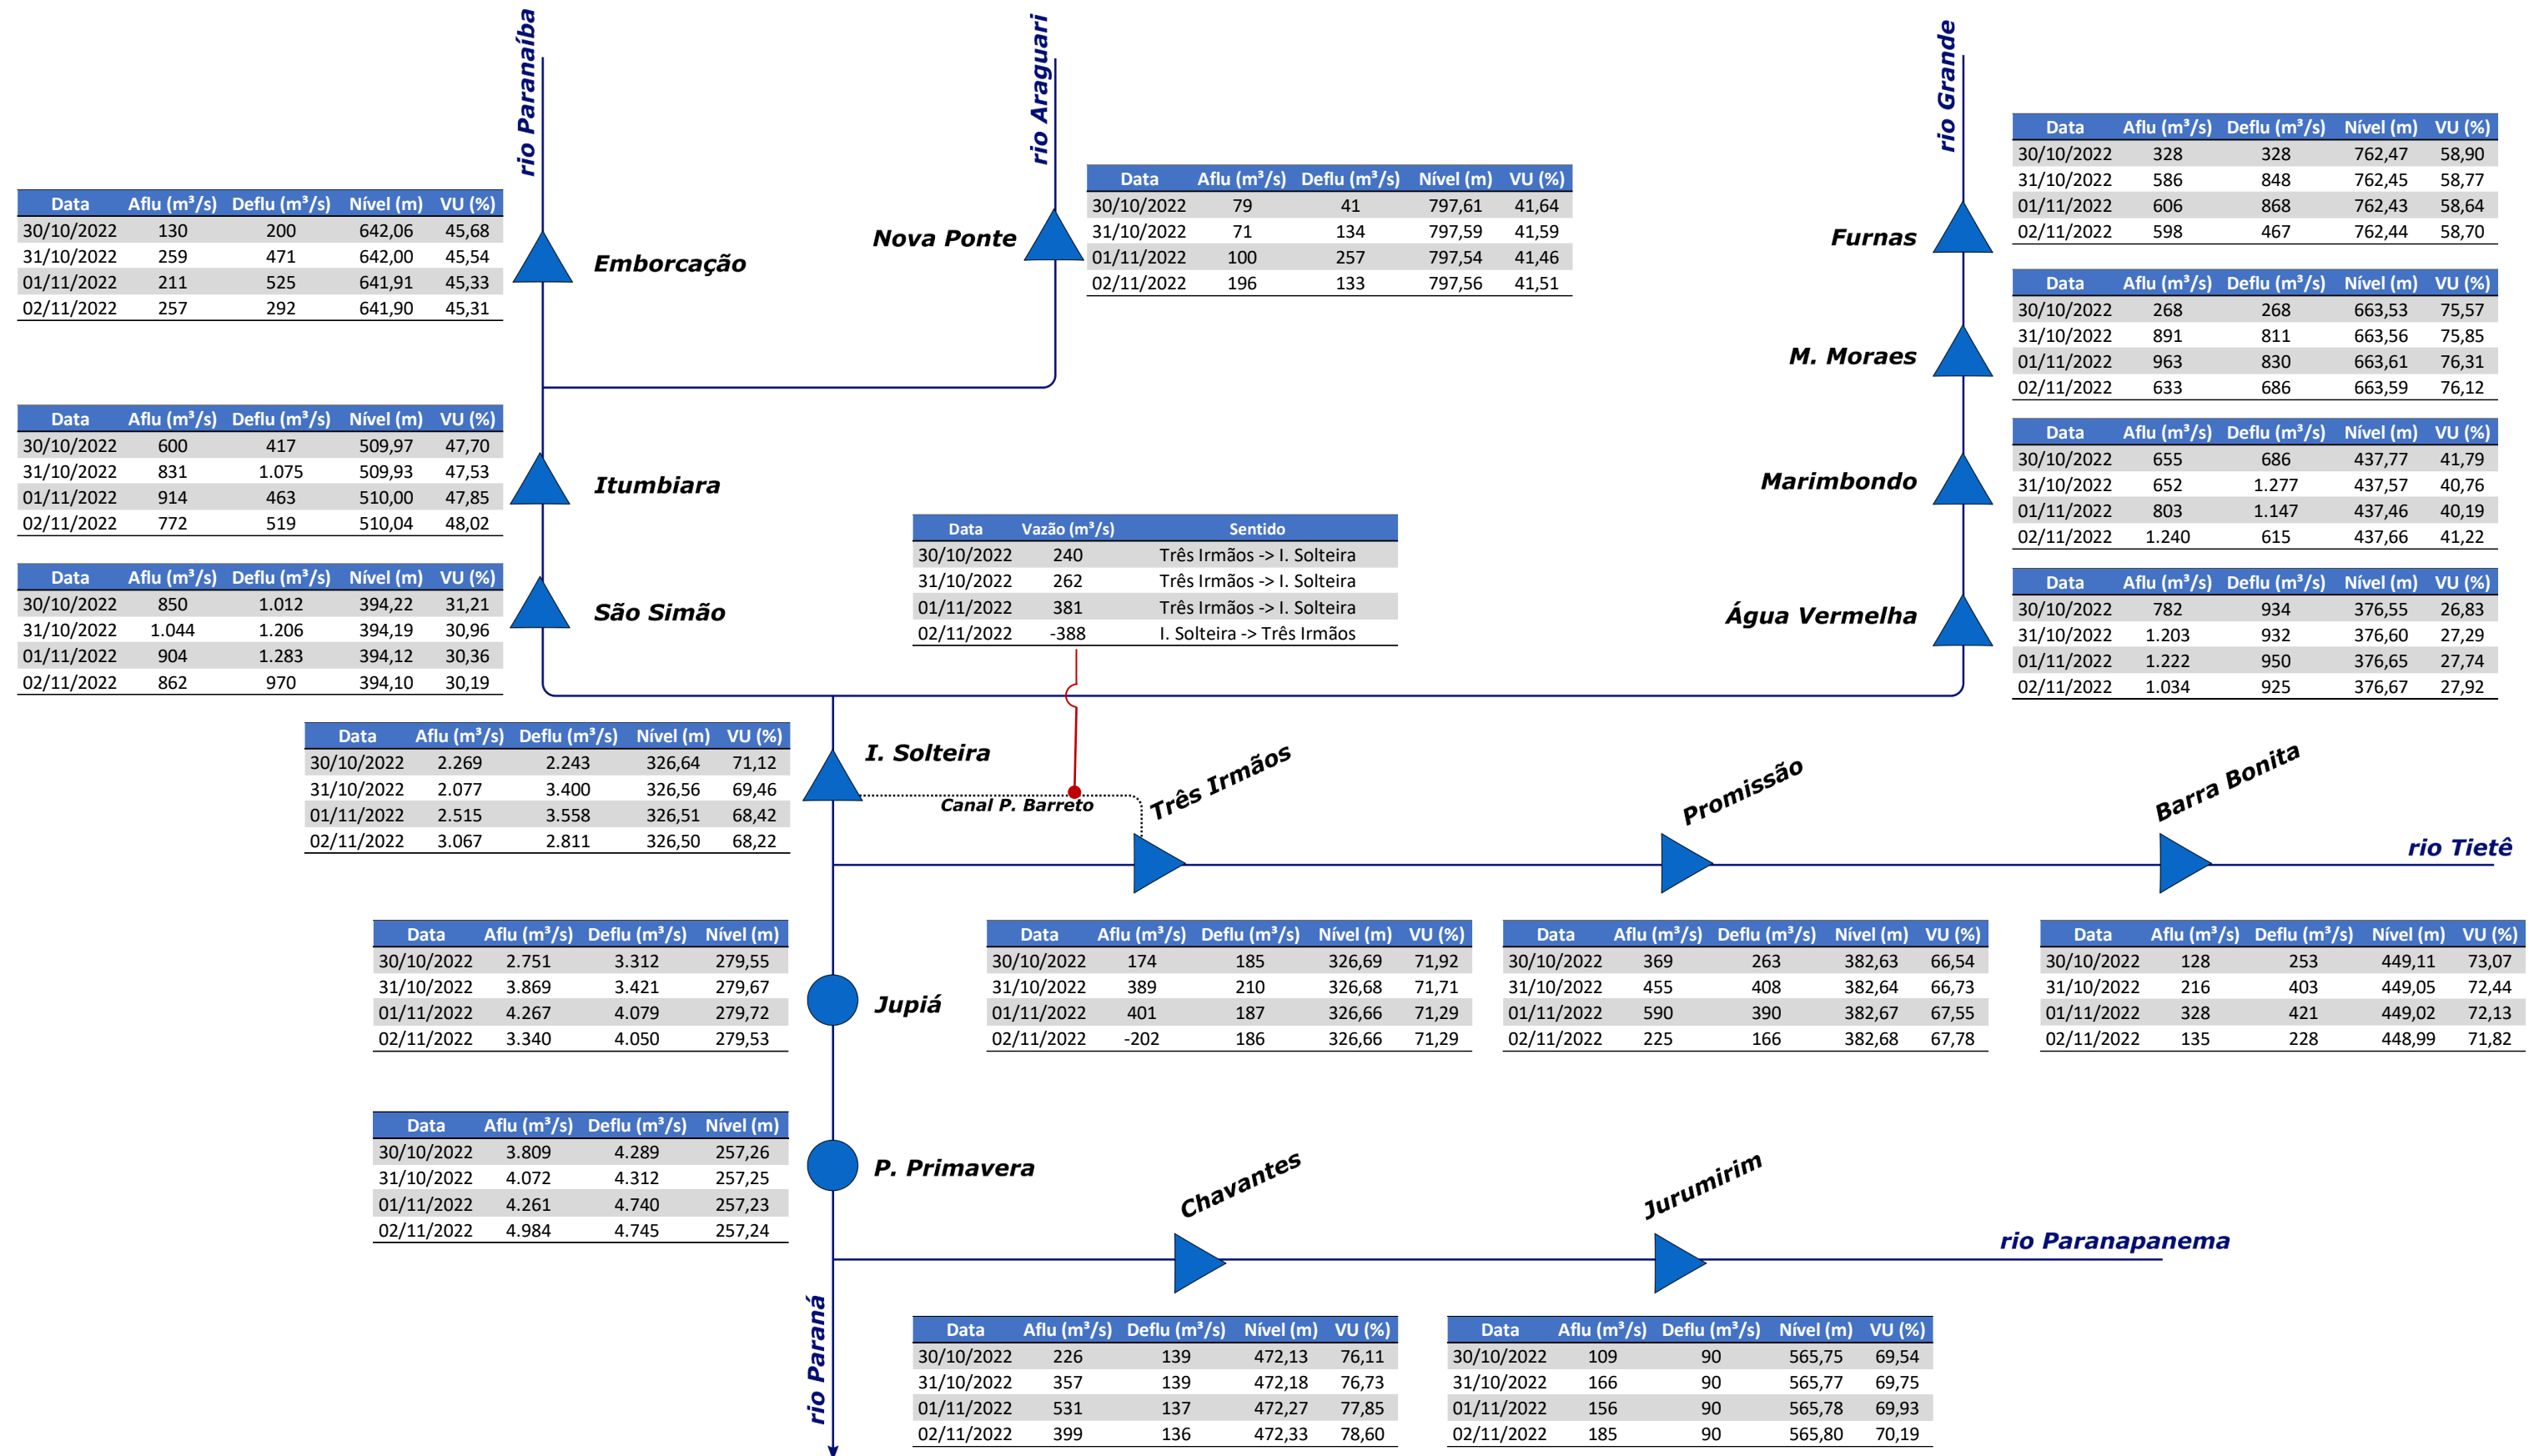 rio Paranaíba
rio Araguari
rio Grande
Data Aflu (m³/s) Deflu (m³/s) Nível (m) VU (%)
30/10/2022 130 200 642,06 45,68
31/10/2022 259 471 642,00 45,54
01/11/2022 211 525 641,91 45,33
02/11/2022 257 292 641,90 45,31
Emborcação
Nova Ponte
Data Aflu (m³/s) Deflu (m³/s) Nível (m) VU (%)
30/10/2022 79 41 797,61 41,64
31/10/2022 71 134 797,59 41,59
01/11/2022 100 257 797,54 41,46
02/11/2022 196 133 797,56 41,51
Furnas
Data Aflu (m³/s) Deflu (m³/s) Nível (m) VU (%)
30/10/2022 328 328 762,47 58,90
31/10/2022 586 848 762,45 58,77
01/11/2022 606 868 762,43 58,64
02/11/2022 598 467 762,44 58,70
M. Moraes
Data Aflu (m³/s) Deflu (m³/s) Nível (m) VU (%)
30/10/2022 268 268 663,53 75,57
31/10/2022 891 811 663,56 75,85
01/11/2022 963 830 663,61 76,31
02/11/2022 633 686 663,59 76,12
Data Aflu (m³/s) Deflu (m³/s) Nível (m) VU (%)
30/10/2022 600 417 509,97 47,70
31/10/2022 831 1.075 509,93 47,53
01/11/2022 914 463 510,00 47,85
02/11/2022 772 519 510,04 48,02
Itumbiara
Marimbondo
Data Aflu (m³/s) Deflu (m³/s) Nível (m) VU (%)
30/10/2022 655 686 437,77 41,79
31/10/2022 652 1.277 437,57 40,76
01/11/2022 803 1.147 437,46 40,19
02/11/2022 1.240 615 437,66 41,22
Data Aflu (m³/s) Deflu (m³/s) Nível (m) VU (%)
30/10/2022 850 1.012 394,22 31,21
31/10/2022 1.044 1.206 394,19 30,96
01/11/2022 904 1.283 394,12 30,36
02/11/2022 862 970 394,10 30,19
São Simão
Data Vazão (m³/s) Sentido
30/10/2022 240 Três Irmãos -> I. Solteira
31/10/2022 262 Três Irmãos -> I. Solteira
01/11/2022 381 Três Irmãos -> I. Solteira
02/11/2022 -388 I. Solteira -> Três Irmãos
Água Vermelha
Data Aflu (m³/s) Deflu (m³/s) Nível (m) VU (%)
30/10/2022 782 934 376,55 26,83
31/10/2022 1.203 932 376,60 27,29
01/11/2022 1.222 950 376,65 27,74
02/11/2022 1.034 925 376,67 27,92
Data Aflu (m³/s) Deflu (m³/s) Nível (m) VU (%)
30/10/2022 2.269 2.243 326,64 71,12
31/10/2022 2.077 3.400 326,56 69,46
01/11/2022 2.515 3.558 326,51 68,42
02/11/2022 3.067 2.811 326,50 68,22
I. Solteira
Canal P. Barreto
Três Irmãos
Promissão
Barra Bonita
rio Tietê
Data Aflu (m³/s) Deflu (m³/s) Nível (m)
30/10/2022 2.751 3.312 279,55
31/10/2022 3.869 3.421 279,67
01/11/2022 4.267 4.079 279,72
02/11/2022 3.340 4.050 279,53
Jupiá
Data Aflu (m³/s) Deflu (m³/s) Nível (m) VU (%)
30/10/2022 174 185 326,69 71,92
31/10/2022 389 210 326,68 71,71
01/11/2022 401 187 326,66 71,29
02/11/2022 -202 186 326,66 71,29
Data Aflu (m³/s) Deflu (m³/s) Nível (m) VU (%)
30/10/2022 369 263 382,63 66,54
31/10/2022 455 408 382,64 66,73
01/11/2022 590 390 382,67 67,55
02/11/2022 225 166 382,68 67,78
Data Aflu (m³/s) Deflu (m³/s) Nível (m) VU (%)
30/10/2022 128 253 449,11 73,07
31/10/2022 216 403 449,05 72,44
01/11/2022 328 421 449,02 72,13
02/11/2022 135 228 448,99 71,82
Data Aflu (m³/s) Deflu (m³/s) Nível (m)
30/10/2022 3.809 4.289 257,26
31/10/2022 4.072 4.312 257,25
01/11/2022 4.261 4.740 257,23
02/11/2022 4.984 4.745 257,24
P. Primavera
Chavantes
Jurumirim
rio Paranapanema
rio Paraná
Data Aflu (m³/s) Deflu (m³/s) Nível (m) VU (%)
30/10/2022 226 139 472,13 76,11
31/10/2022 357 139 472,18 76,73
01/11/2022 531 137 472,27 77,85
02/11/2022 399 136 472,33 78,60
Data Aflu (m³/s) Deflu (m³/s) Nível (m) VU (%)
30/10/2022 109 90 565,75 69,54
31/10/2022 166 90 565,77 69,75
01/11/2022 156 90 565,78 69,93
02/11/2022 185 90 565,80 70,19